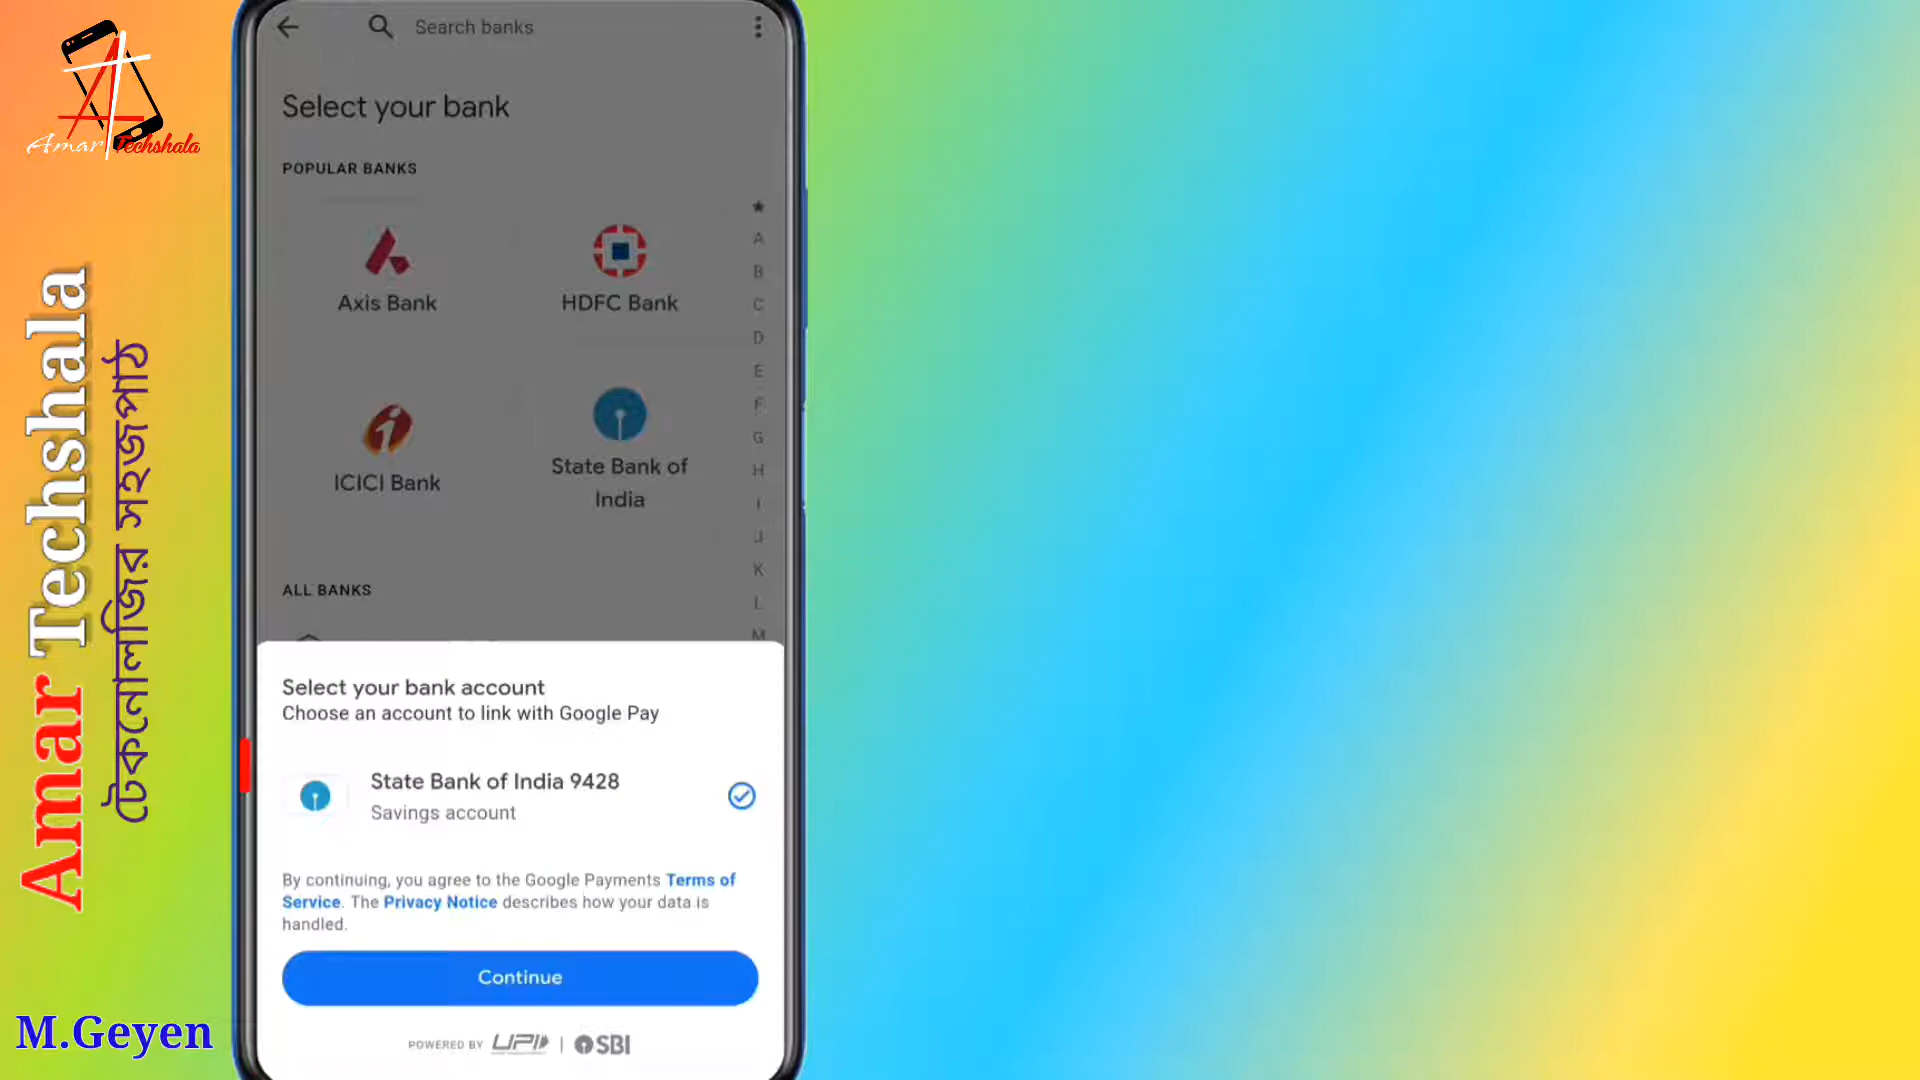 Amar Techshala
Amar Techshala
টেকনোলজির সহজপাঠ
M.Geyen
Search banks
Select your bank
POPULAR BANKS
Axis Bank
HDFC Bank
ICICI Bank
State Bank of
India
★
A
B
C
D
E
F
G
H
I
J
K
L
M
ALL BANKS
Select your bank account
Choose an account to link with Google Pay
State Bank of India 9428
Savings account
By continuing, you agree to the Google Payments Terms of
Service. The Privacy Notice describes how your data is
handled.
Continue
POWERED BY UPI | SBI